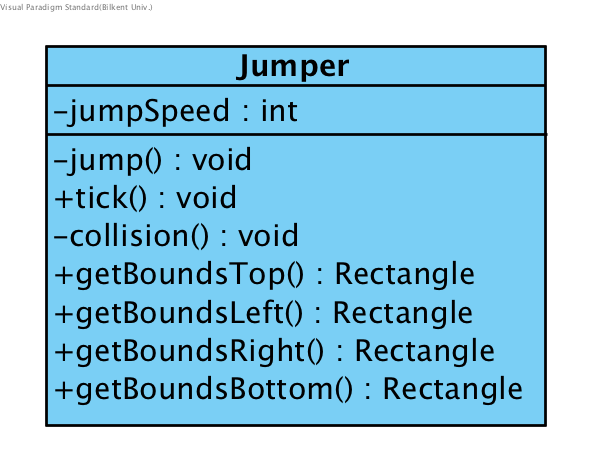 Visual Paradigm Standard(Bilkent Univ.)
Jumper
-jumpSpeed : int
-jump() : void
+tick() : void
-collision() : void
+getBoundsTop() : Rectangle
+getBoundsLeft() : Rectangle
+getBoundsRight() : Rectangle
+getBoundsBottom() : Rectangle